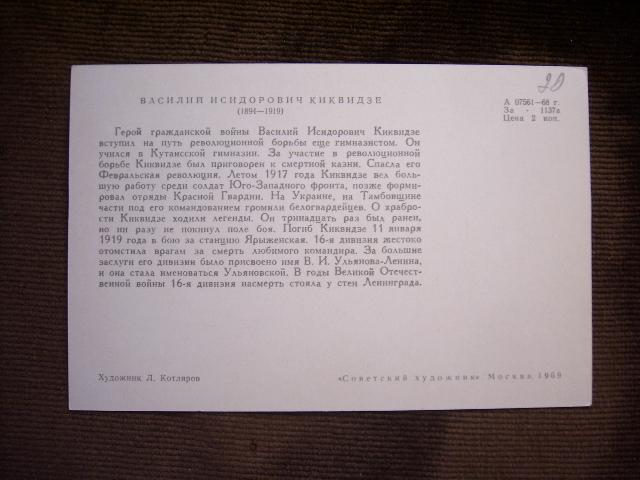 20
ВАСИЛИЙ ИСИДОРОВИЧ КИКВИДЗЕ
(1894—1919)
А 07561—68 г.
За - 1137а
Цена 2 коп.
Герой гражданской войны Василий Исидорович Киквидзе
вступил на путь революционной борьбы еще гимназистом. Он
учился в Кутаисской гимназии. За участие в революционной
борьбе Киквидзе был приговорен к смертной казни. Спасла его
Февральская революция. Летом 1917 года Киквидзе вел боль-
шую работу среди солдат Юго-Западного фронта, позже форми-
ровал отряды Красной Гвардии. На Украине, на Тамбовщине
части под его командованием громили белогвардейцев. О храбро-
сти Киквидзе ходили легенды. Он тринадцать раз был ранен,
но ни разу не покинул поле боя. Погиб Киквидзе 11 января
1919 года в бою за станцию Ярыженская. 16-я дивизия жестоко
отомстила врагам за смерть любимого командира. За большие
заслуги его дивизии было присвоено имя В. И. Ульянова-Ленина,
и она стала именоваться Ульяновской. В годы Великой Отечест-
венной войны 16-я дивизия насмерть стояла у стен Ленинграда.
Художник Л. Котляров
«Советский художник» Москва 1969